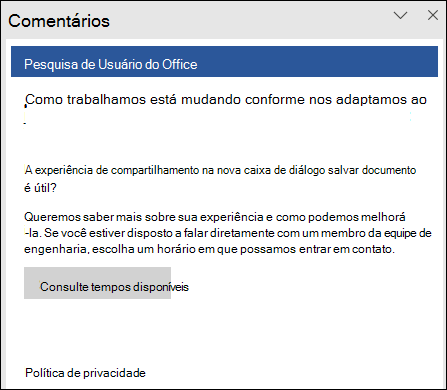 Comentários
Pesquisa de Usuário do Office
Como trabalhamos está mudando conforme nos adaptamos ao
.
A experiência de compartilhamento na nova caixa de diálogo salvar documento
é útil?
Queremos saber mais sobre sua experiência e como podemos melhorá
-la. Se você estiver disposto a falar diretamente com um membro da equipe de
engenharia, escolha um horário em que possamos entrar em contato.
Consulte tempos disponíveis
Política de privacidade